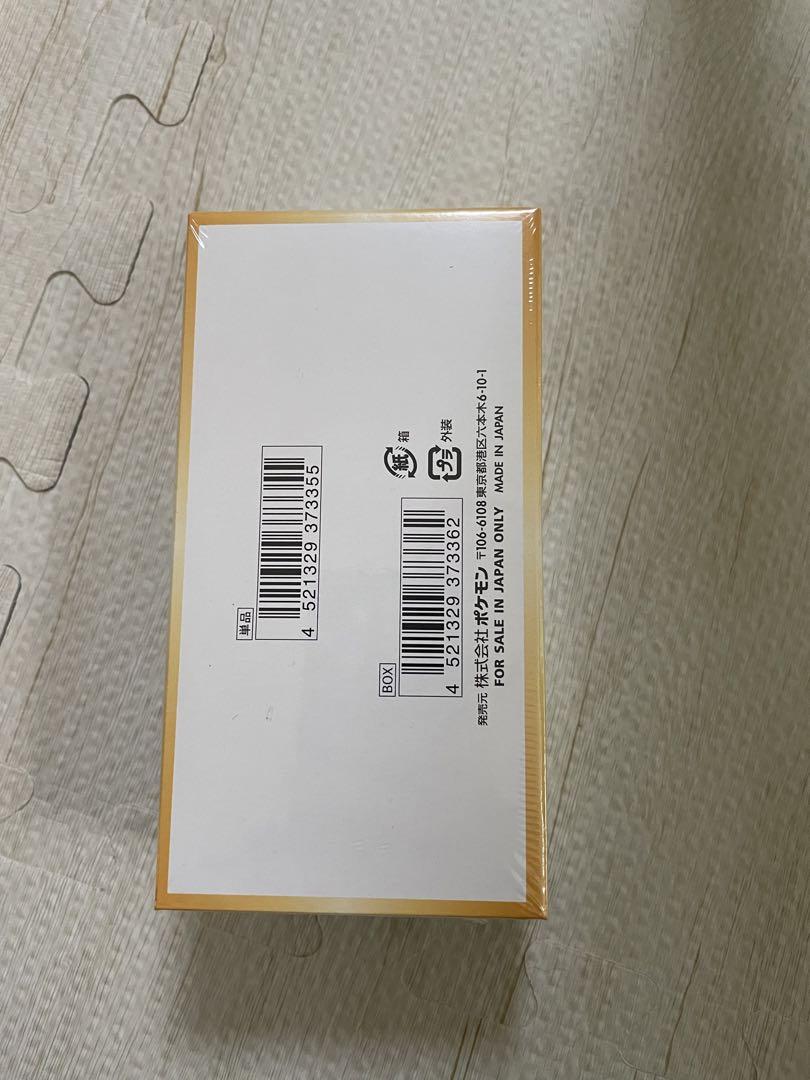 単品
4 521329 373355
BOX
4 521329 373362
紙 箱
プラ 外装
発売元 株式会社 ポケモン 〒106-6108 東京都港区六本木6-10-1
FOR SALE IN JAPAN ONLY MADE IN JAPAN